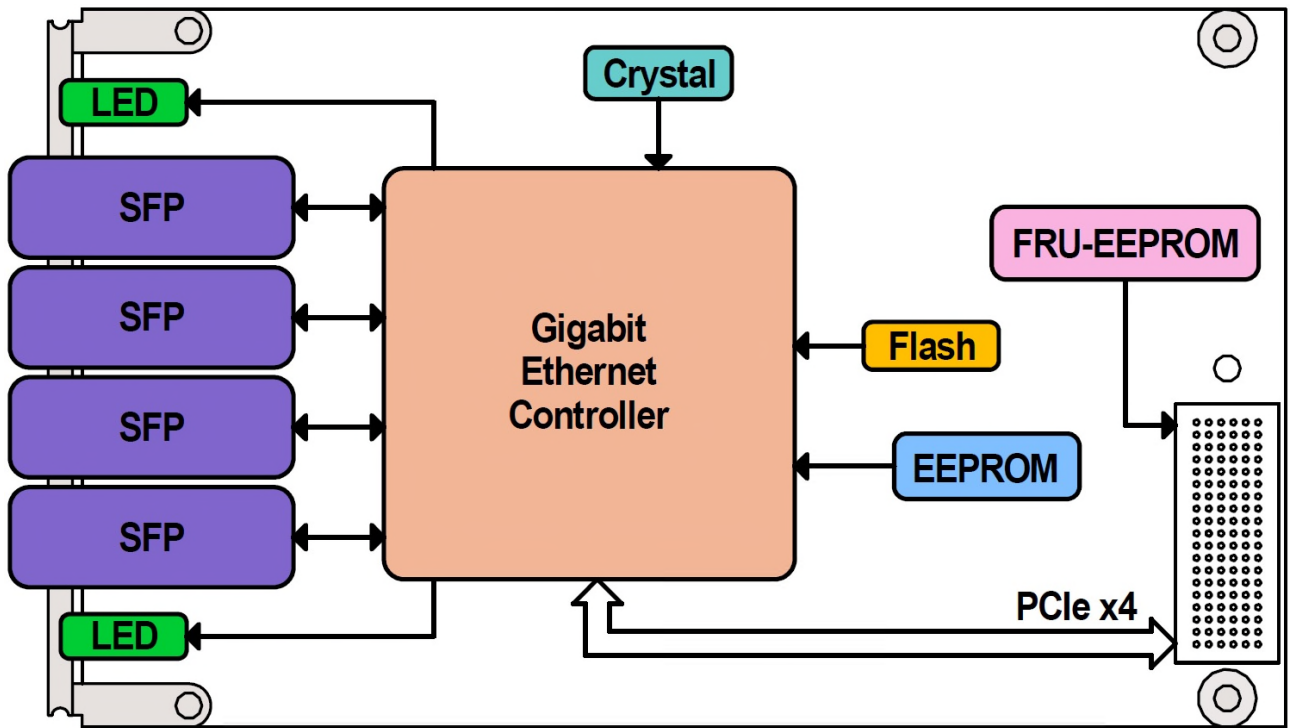 LED
Crystal
SFP
FRU-EEPROM
SFP
Gigabit
Ethernet
Controller
Flash
SFP
EEPROM
SFP
PCIe x4
LED